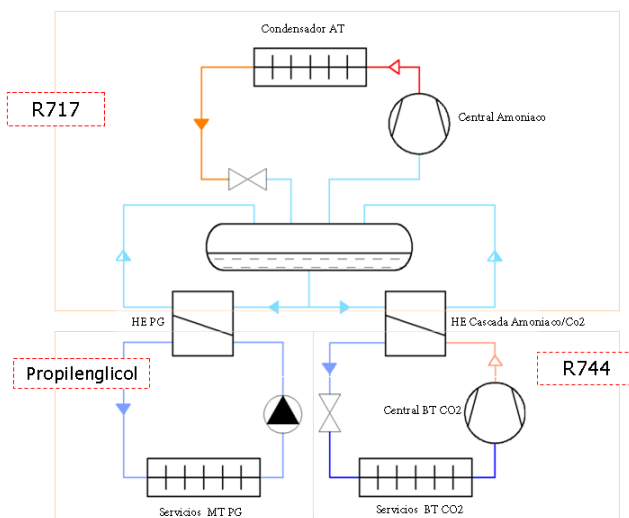 Condensador AT
R717
Central Amoniaco
HE PG
HE Cascada Amoniaco/Co2
Propilenglicol
R744
Central BT CO2
Servicios MT PG
Servicios BT CO2